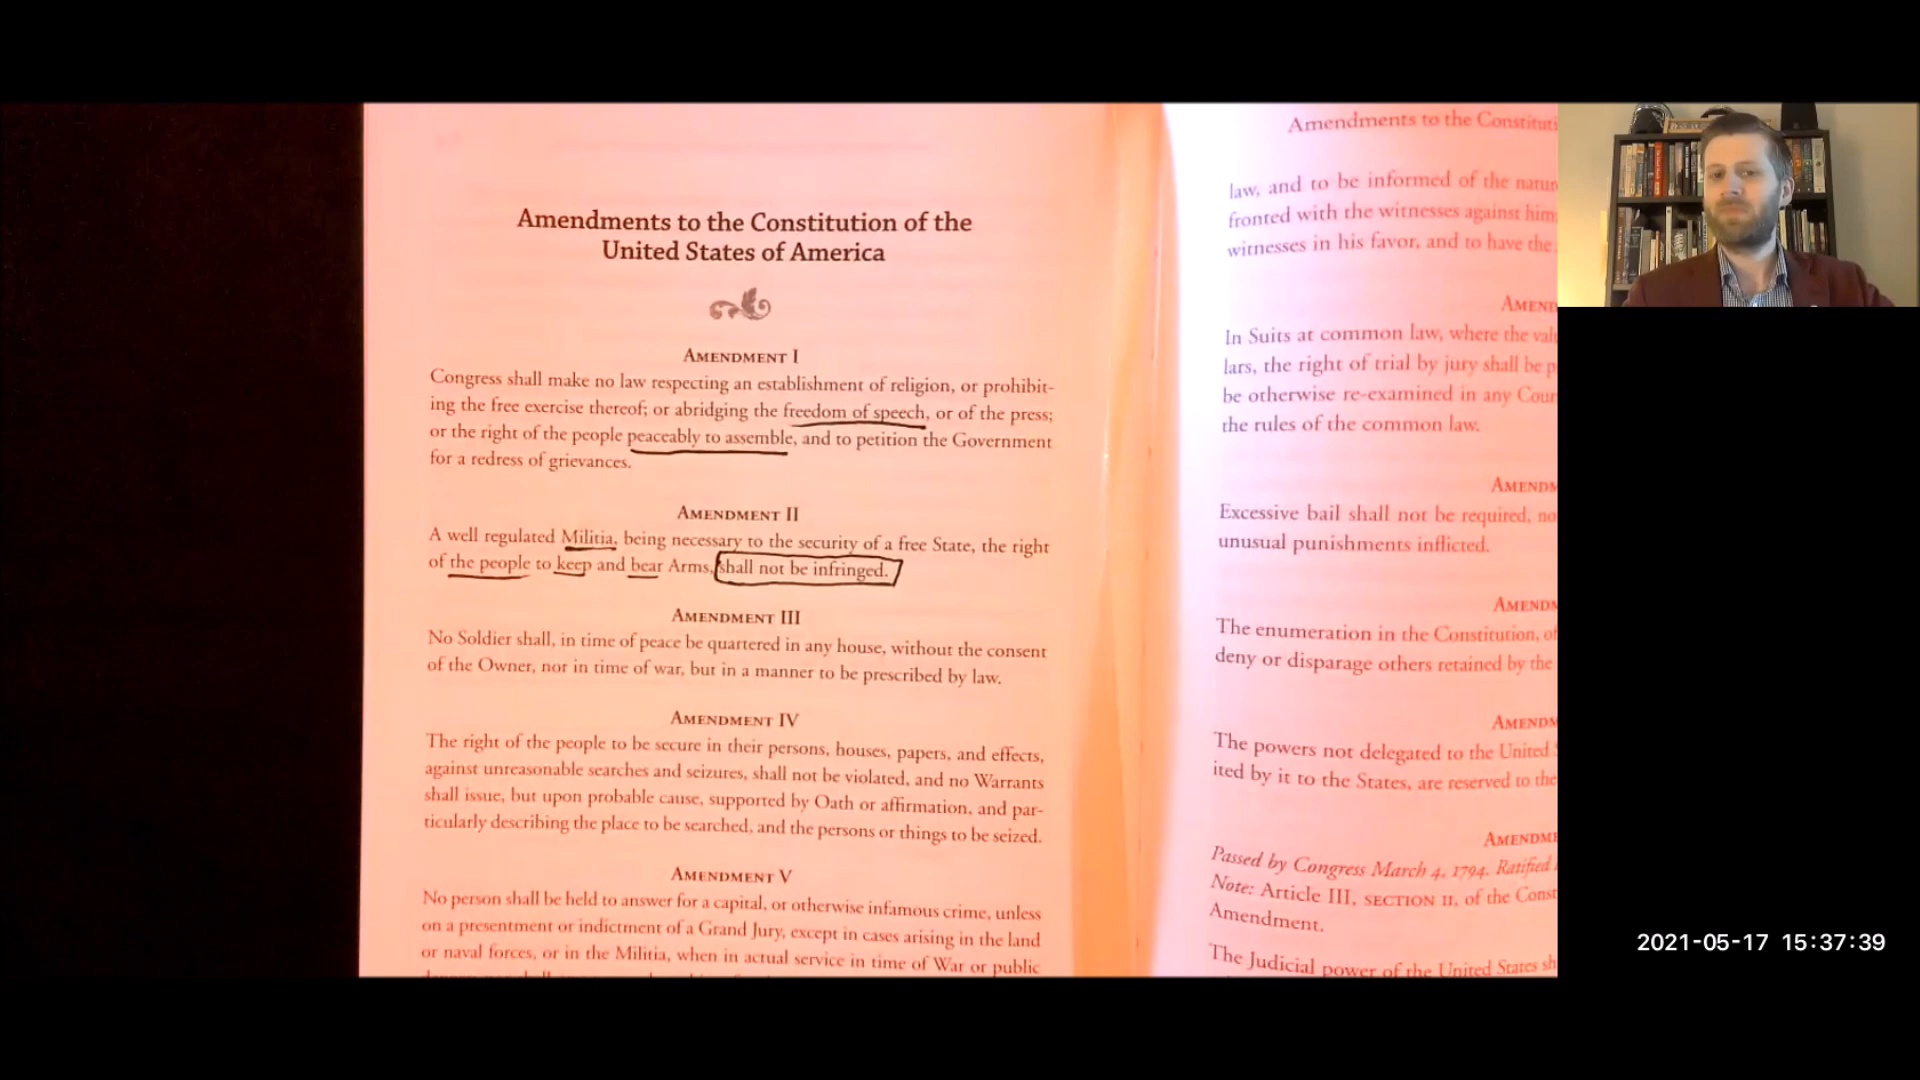 Amendments to the Constitution of the
United States of America
AMENDMENT I
Congress shall make no law respecting an establishment of religion, or prohibit-
ing the free exercise thereof; or abridging the freedom of speech, or of the press;
or the right of the people peaceably to assemble, and to petition the Government
for a redress of grievances.
AMENDMENT II
A well regulated Militia, being necessary to the security of a free State, the right
of the people to keep and bear Arms, shall not be infringed.
AMENDMENT III
No Soldier shall, in time of peace be quartered in any house, without the consent
of the Owner, nor in time of war, but in a manner to be prescribed by law.
AMENDMENT IV
The right of the people to be secure in their persons, houses, papers, and effects,
against unreasonable searches and seizures, shall not be violated, and no Warrants
shall issue, but upon probable cause, supported by Oath or affirmation, and par-
ticularly describing the place to be searched, and the persons or things to be seized.
AMENDMENT V
No person shall be held to answer for a capital, or otherwise infamous crime, unless
on a presentment or indictment of a Grand Jury, except in cases arising in the land
or naval forces, or in the Militia, when in actual service in time of War or public
Amendments to the
law, and to be informed of the
fronted with the witnesses against him
witnesses in his favor, and to have the
In Suits at common law, where the
lars, the right of trial by jury shall be
be otherwise re-examined in any
the rules of the common law.
Excessive bail shall not be required,
unusual punishments inflicted.
The enumeration in the Constitution,
deny or disparage others retained by the
The powers not delegated to the United
ited by it to the States, are reserved to the
Passed by Congress March 4, 1794. Ratified
Note: Article III, SECTION II, of the
Amendment.
The Judicial power of the United States
2021-05-17 15:37:39